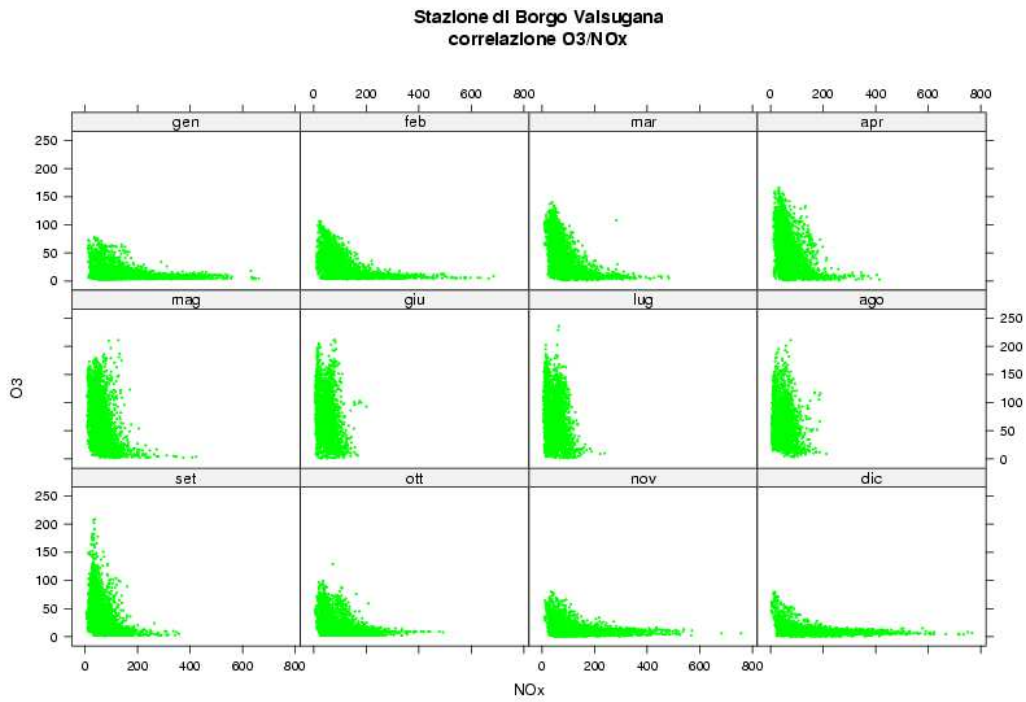 Stazione di Borgo Valsugana
correlazione O3/NOx
0 200 400 600 800 0 200 400 600 800
gen feb mar apr
250
200
150
100
50
0
mag giu lug ago
250
200
150
100
50
0
O3
set ott nov dic
250
200
150
100
50
0
0 200 400 600 800 0 200 400 600 800
NOx